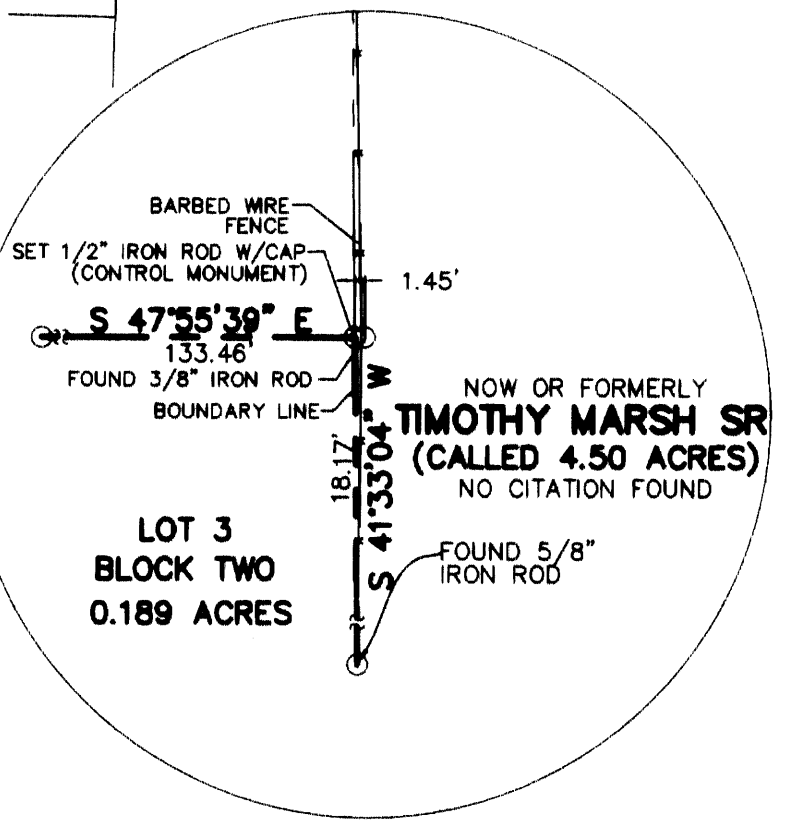 BARBED WIRE
FENCE
SET 1/2" IRON ROD W/CAP
(CONTROL MONUMENT)
1.45'
S 47°55'39" E
133.46'
FOUND 3/8" IRON ROD
BOUNDARY LINE
S 41°33'04" W
18.17'
NOW OR FORMERLY
TIMOTHY MARSH SR
(CALLED 4.50 ACRES)
NO CITATION FOUND
LOT 3
BLOCK TWO
0.189 ACRES
FOUND 5/8"
IRON ROD